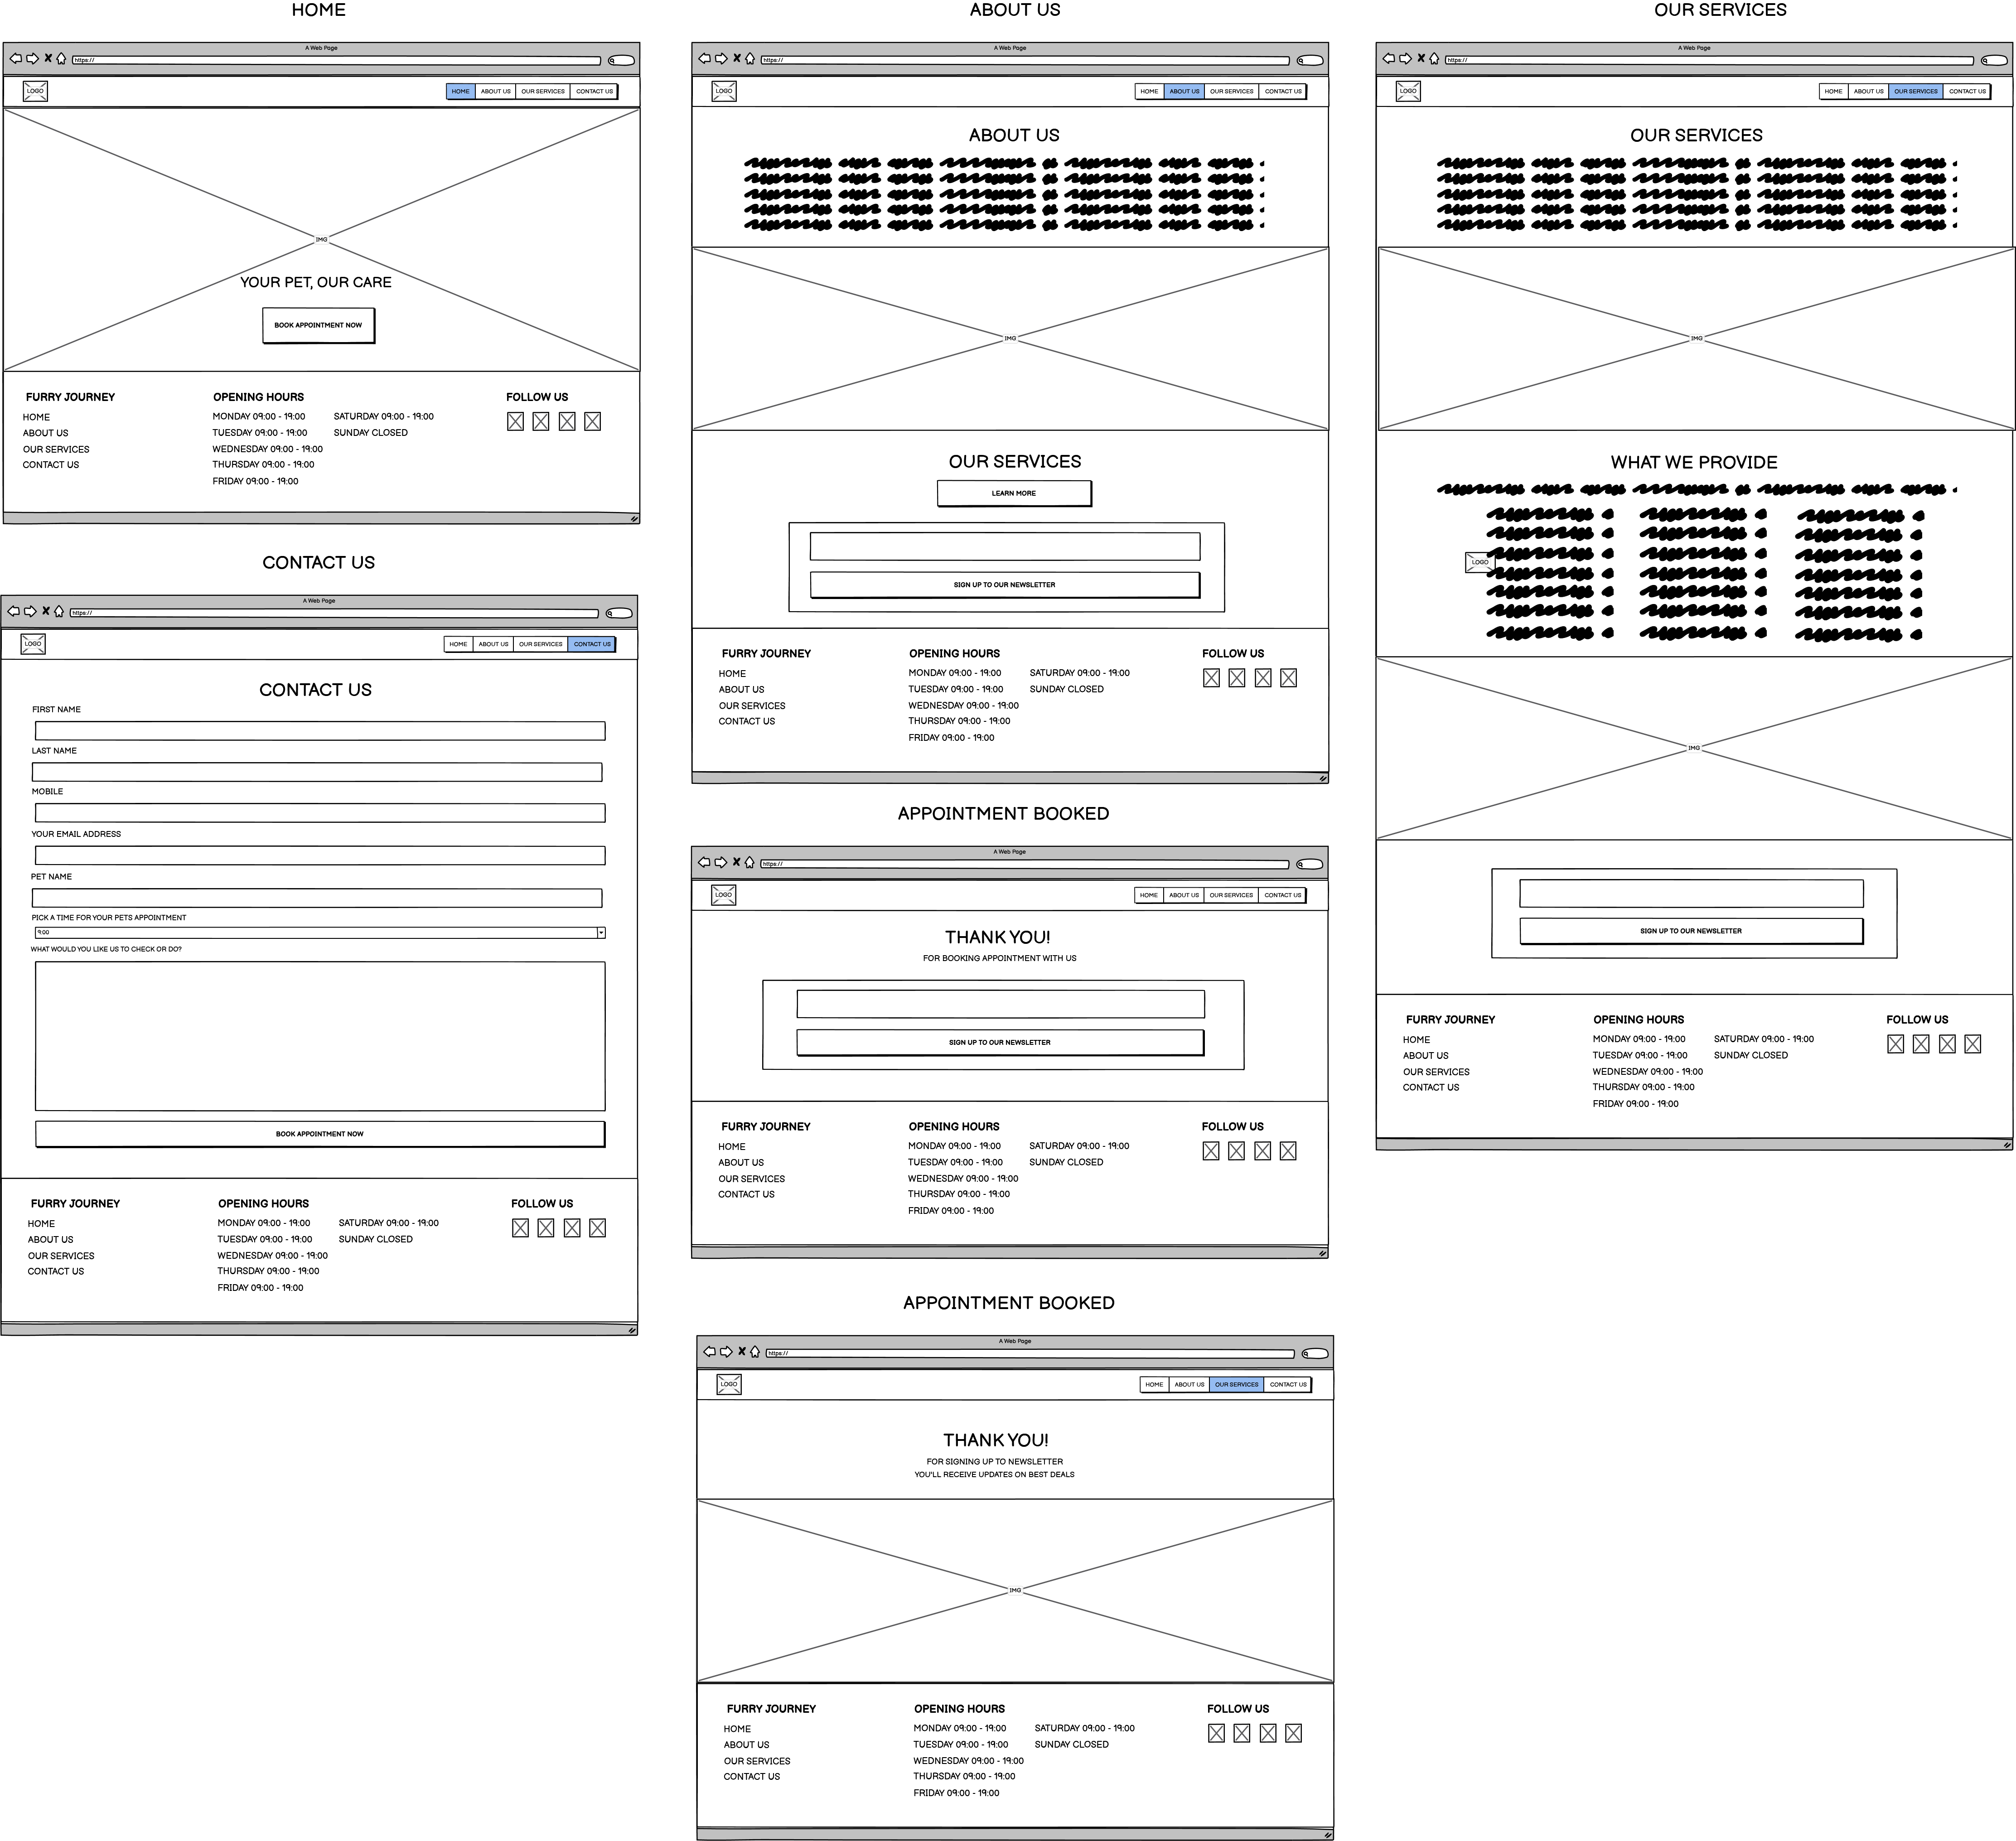 HOME
A Web Page
https://
LOGO
HOME ABOUT US OUR SERVICES CONTACT US
IMG
YOUR PET, OUR CARE
BOOK APPOINTMENT NOW
FURRY JOURNEY
HOME
ABOUT US
OUR SERVICES
CONTACT US
OPENING HOURS
MONDAY 09:00 - 19:00
TUESDAY 09:00 - 19:00
WEDNESDAY 09:00 - 19:00
THURSDAY 09:00 - 19:00
FRIDAY 09:00 - 19:00
SATURDAY 09:00 - 19:00
SUNDAY CLOSED
FOLLOW US
CONTACT US
A Web Page
https://
LOGO
HOME ABOUT US OUR SERVICES CONTACT US
CONTACT US
FIRST NAME
LAST NAME
MOBILE
YOUR EMAIL ADDRESS
PET NAME
PICK A TIME FOR YOUR PETS APPOINTMENT
9:00
WHAT WOULD YOU LIKE US TO CHECK OR DO?
BOOK APPOINTMENT NOW
FURRY JOURNEY
HOME
ABOUT US
OUR SERVICES
CONTACT US
OPENING HOURS
MONDAY 09:00 - 19:00
TUESDAY 09:00 - 19:00
WEDNESDAY 09:00 - 19:00
THURSDAY 09:00 - 19:00
FRIDAY 09:00 - 19:00
SATURDAY 09:00 - 19:00
SUNDAY CLOSED
FOLLOW US
ABOUT US
A Web Page
https://
LOGO
HOME ABOUT US OUR SERVICES CONTACT US
ABOUT US
IMG
OUR SERVICES
LEARN MORE
SIGN UP TO OUR NEWSLETTER
FURRY JOURNEY
HOME
ABOUT US
OUR SERVICES
CONTACT US
OPENING HOURS
MONDAY 09:00 - 19:00
TUESDAY 09:00 - 19:00
WEDNESDAY 09:00 - 19:00
THURSDAY 09:00 - 19:00
FRIDAY 09:00 - 19:00
SATURDAY 09:00 - 19:00
SUNDAY CLOSED
FOLLOW US
APPOINTMENT BOOKED
A Web Page
https://
LOGO
HOME ABOUT US OUR SERVICES CONTACT US
THANK YOU!
FOR BOOKING APPOINTMENT WITH US
SIGN UP TO OUR NEWSLETTER
FURRY JOURNEY
HOME
ABOUT US
OUR SERVICES
CONTACT US
OPENING HOURS
MONDAY 09:00 - 19:00
TUESDAY 09:00 - 19:00
WEDNESDAY 09:00 - 19:00
THURSDAY 09:00 - 19:00
FRIDAY 09:00 - 19:00
SATURDAY 09:00 - 19:00
SUNDAY CLOSED
FOLLOW US
APPOINTMENT BOOKED
A Web Page
https://
LOGO
HOME ABOUT US OUR SERVICES CONTACT US
THANK YOU!
FOR SIGNING UP TO NEWSLETTER
YOU'LL RECEIVE UPDATES ON BEST DEALS
IMG
FURRY JOURNEY
HOME
ABOUT US
OUR SERVICES
CONTACT US
OPENING HOURS
MONDAY 09:00 - 19:00
TUESDAY 09:00 - 19:00
WEDNESDAY 09:00 - 19:00
THURSDAY 09:00 - 19:00
FRIDAY 09:00 - 19:00
SATURDAY 09:00 - 19:00
SUNDAY CLOSED
FOLLOW US
OUR SERVICES
A Web Page
https://
LOGO
HOME ABOUT US OUR SERVICES CONTACT US
OUR SERVICES
IMG
WHAT WE PROVIDE
LOGO
IMG
SIGN UP TO OUR NEWSLETTER
FURRY JOURNEY
HOME
ABOUT US
OUR SERVICES
CONTACT US
OPENING HOURS
MONDAY 09:00 - 19:00
TUESDAY 09:00 - 19:00
WEDNESDAY 09:00 - 19:00
THURSDAY 09:00 - 19:00
FRIDAY 09:00 - 19:00
SATURDAY 09:00 - 19:00
SUNDAY CLOSED
FOLLOW US